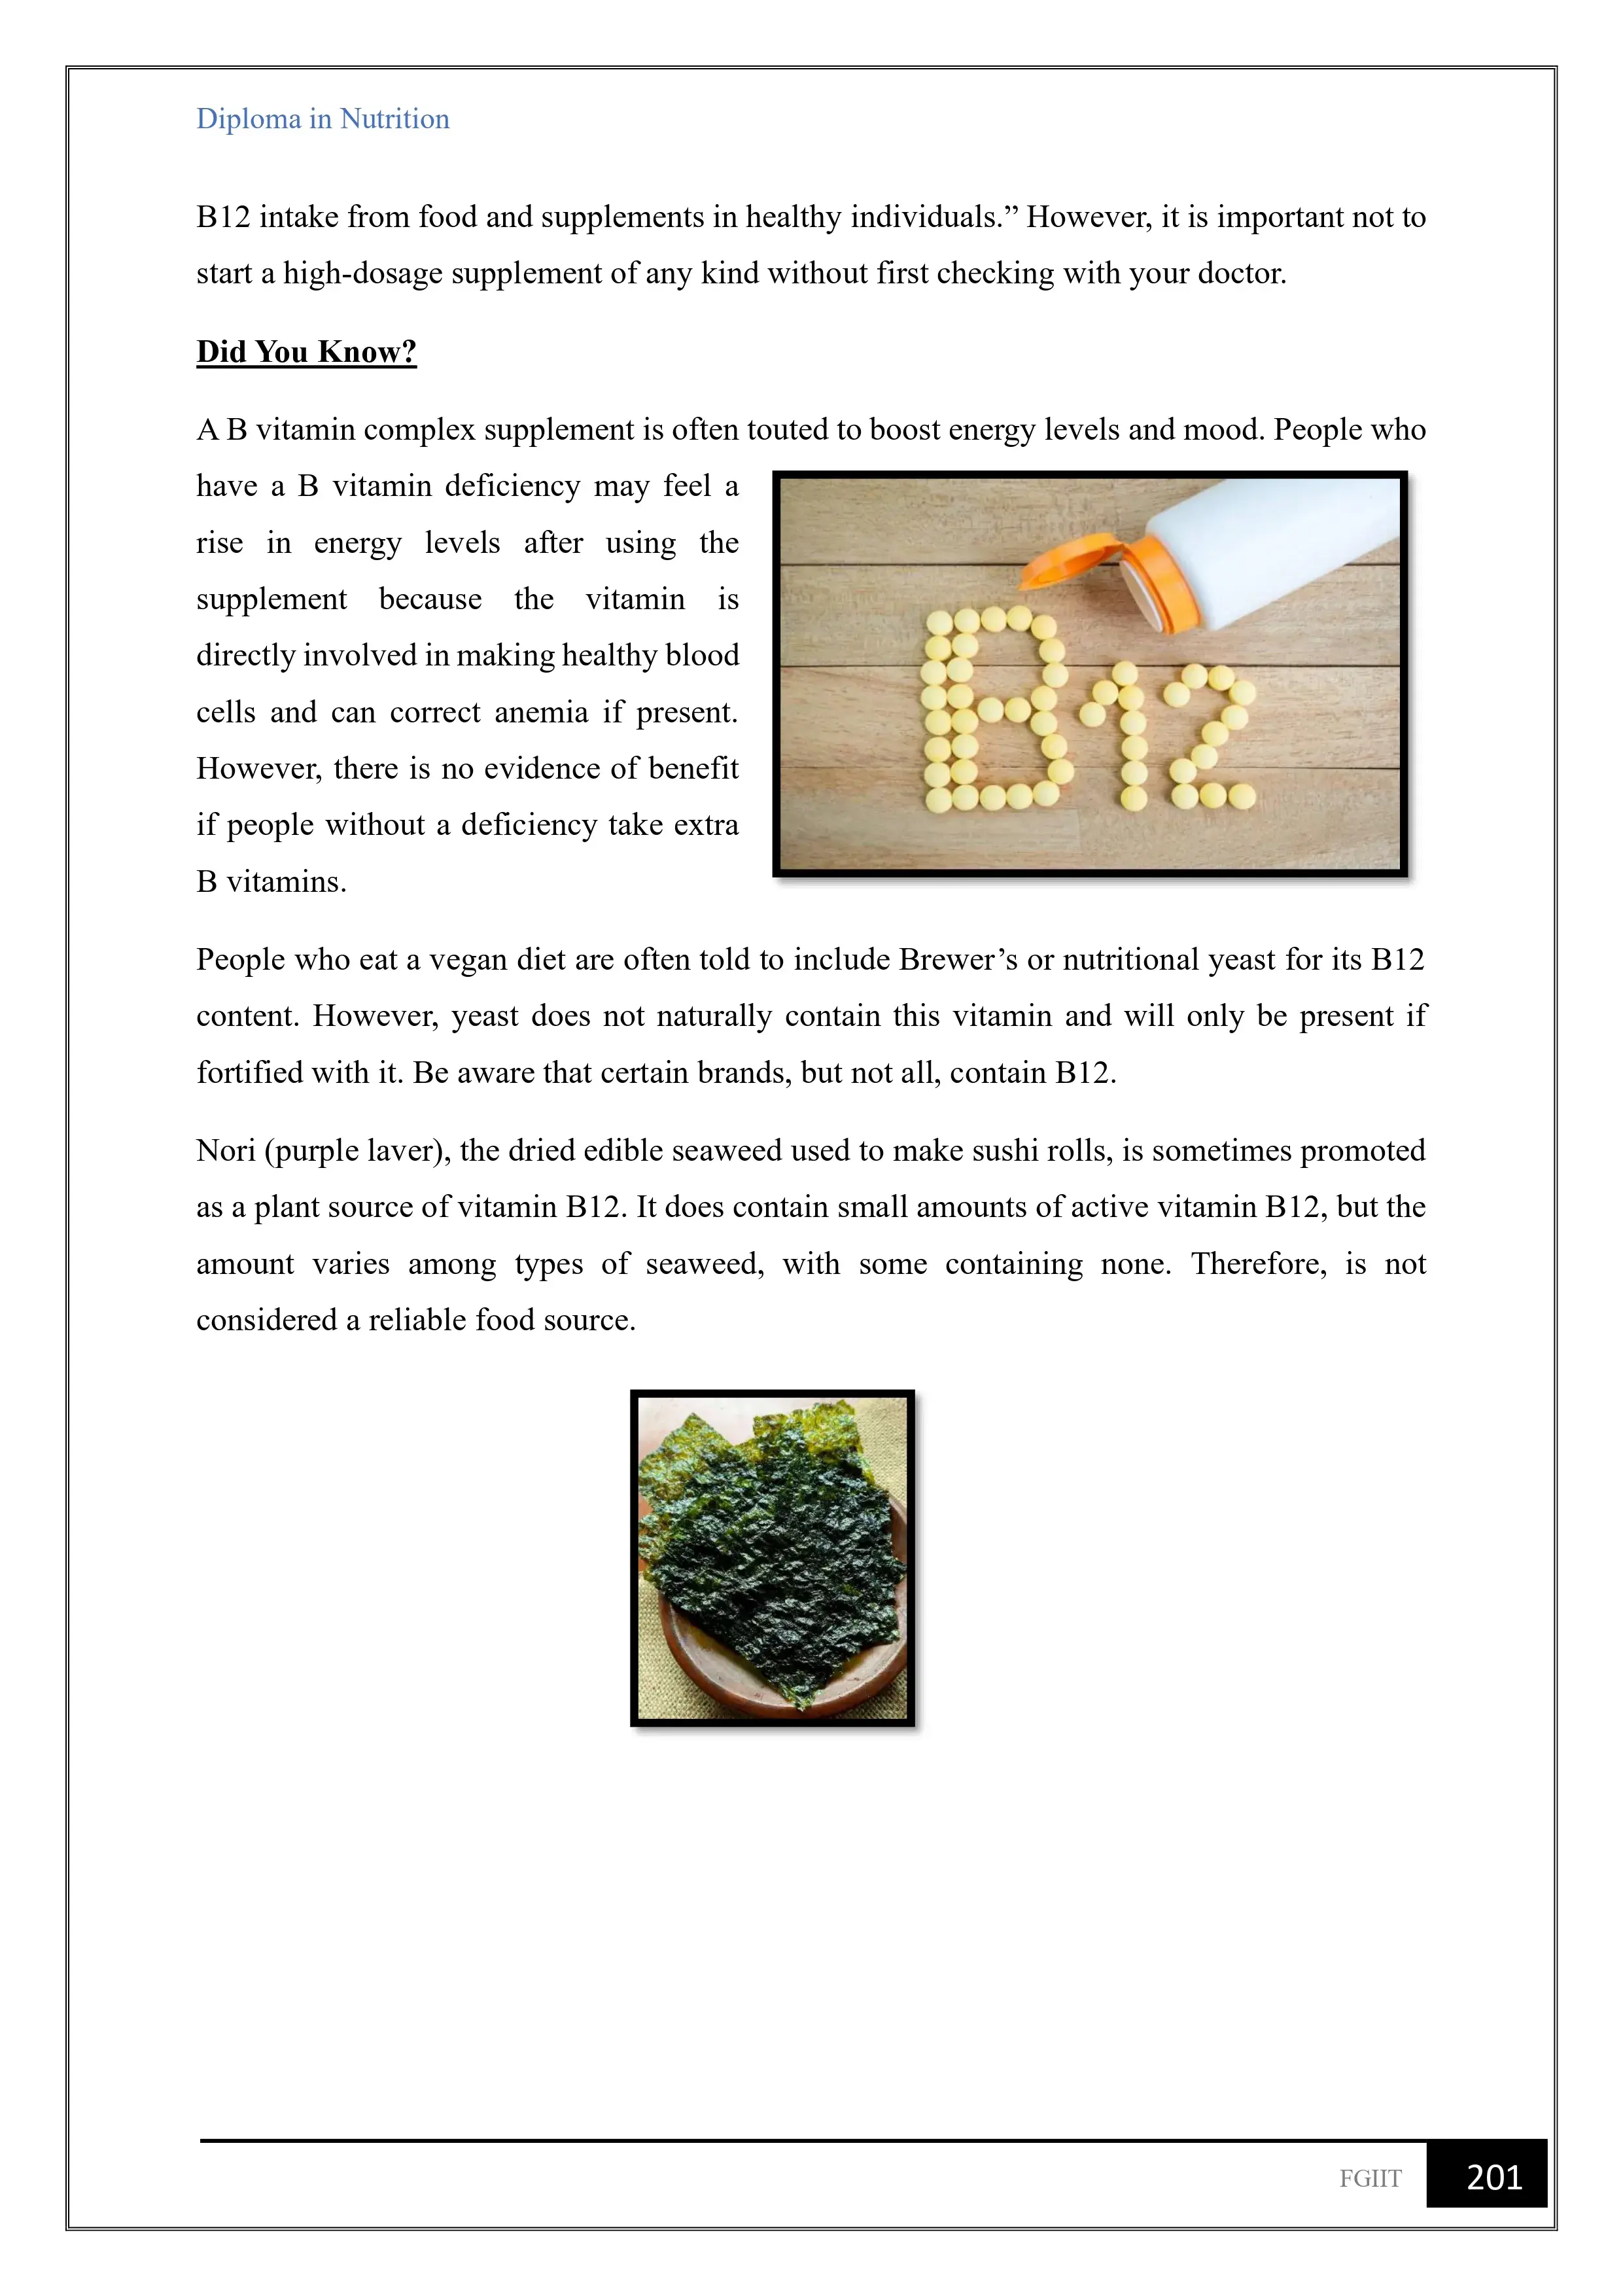 Diploma in Nutrition
B12 intake from food and supplements in healthy individuals.” However, it is important not to
start a high-dosage supplement of any kind without first checking with your doctor.
Did You Know?
A B vitamin complex supplement is often touted to boost energy levels and mood. People who
have a B vitamin deficiency may feel a
rise in energy levels after using the
supplement because the vitamin is
directly involved in making healthy blood
cells and can correct anemia if present.
However, there is no evidence of benefit
if people without a deficiency take extra
B vitamins.
B12
People who eat a vegan diet are often told to include Brewer’s or nutritional yeast for its B12
content. However, yeast does not naturally contain this vitamin and will only be present if
fortified with it. Be aware that certain brands, but not all, contain B12.
Nori (purple laver), the dried edible seaweed used to make sushi rolls, is sometimes promoted
as a plant source of vitamin B12. It does contain small amounts of active vitamin B12, but the
amount varies among types of seaweed, with some containing none. Therefore, is not
considered a reliable food source.
FGIIT 201